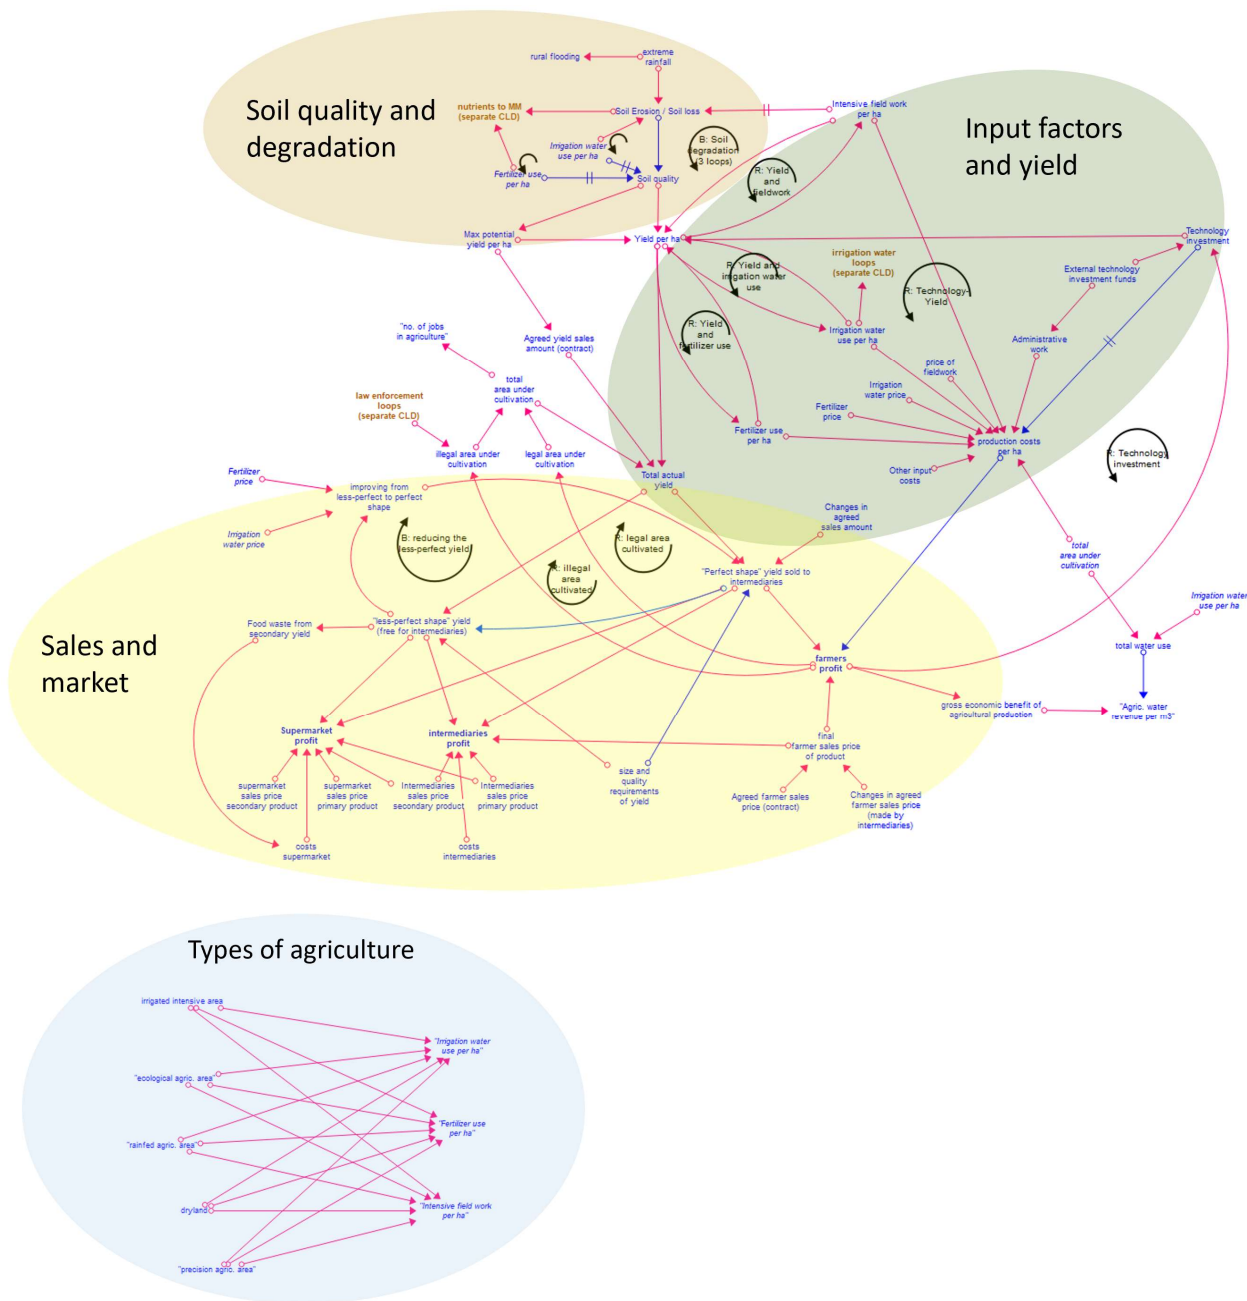 Soil quality and
degradation
rural flooding
extreme
rainfall
nutrients to MM
(separate CLD)
Soil Erosion / Soil loss
Irrigation water
use per ha
Fertilizer use
per ha
Soil quality
B: Soil
degradation
(3 loops)
Intensive field work
per ha
Input factors
and yield
R: Yield
and
fieldwork
Max potential
yield per ha
Yield per ha
Technology
investment
R: Yield and
irrigation water
use
irrigation water
loops
(separate CLD)
External technology
investment funds
R: Technology-
Yield
R: Yield
and
fertilizer use
Irrigation water
use per ha
Administrative
work
"no. of jobs
in agriculture"
Agreed yield sales
amount (contract)
price of
fieldwork
Irrigation
water price
total
area under
cultivation
law enforcement
loops
(separate CLD)
Fertilizer
price
Fertilizer use
per ha
production costs
per ha
illegal area under
cultivation
legal area under
cultivation
Other input
costs
R: Technology
investment
Total actual
yield
Fertilizer
price
improving from
less-perfect to perfect
shape
Irrigation
water price
Changes in
agreed
sales amount
B: reducing the
less-perfect yield
R: legal area
cultivated
R: illegal
area
cultivated
total
area under
cultivation
"Perfect shape" yield sold to
intermediaries
Irrigation water
use per ha
Food waste from
secondary yield
"less-perfect shape" yield
(free for intermediaries)
Sales and
market
total water use
farmers
profit
gross economic benefit of
agricultural production
"Agric. water
revenue per m3"
Supermarket
profit
intermediaries
profit
final
farmer sales price
of product
size and
quality
requirements
of yield
supermarket
sales price
secondary product
supermarket
sales price
primary product
Intermediaries
sales price
secondary product
Intermediaries
sales price
primary product
Agreed farmer sales
price (contract)
Changes in agreed
farmer sales price
(made by
intermediaries)
costs
supermarket
costs
intermediaries
Types of agriculture
irrigated intensive area
"Irrigation water
use per ha"
"ecological agric. area"
"Fertilizer use
per ha"
"rainfed agric. area"
dryland
"Intensive field work
per ha"
"precision agric. area"